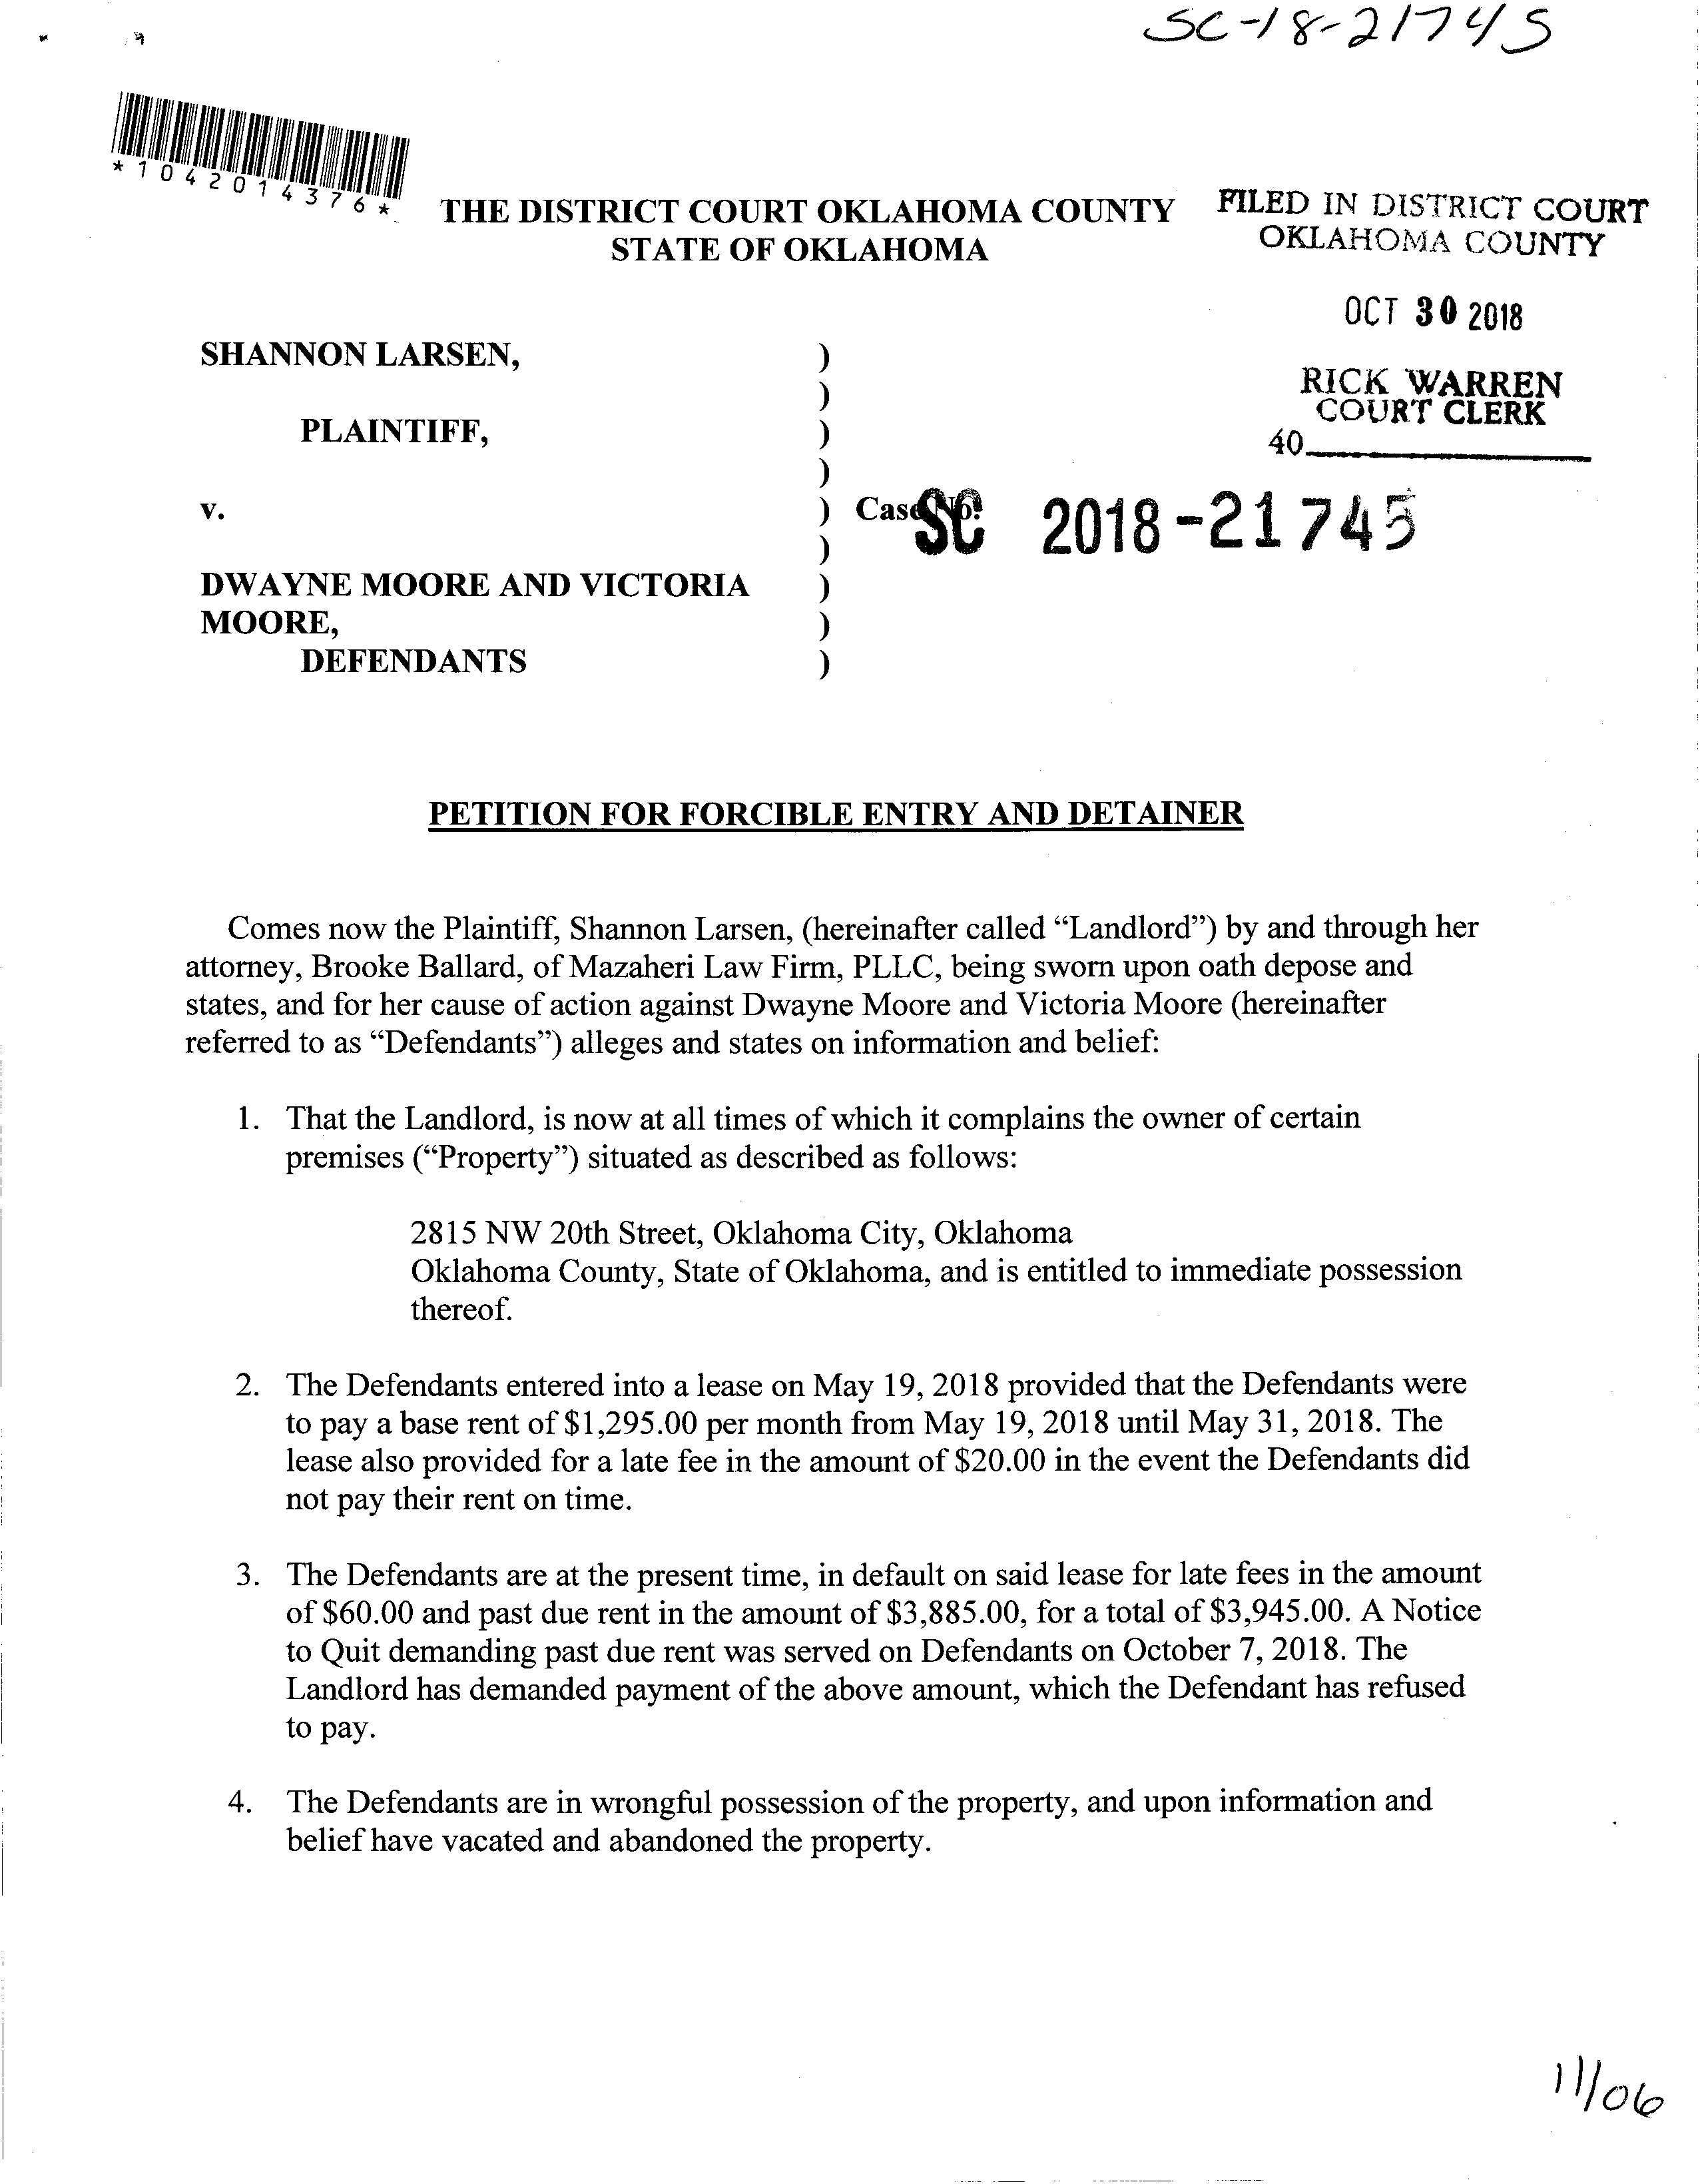 SC-18-21745
*1042014376*
THE DISTRICT COURT OKLAHOMA COUNTY
STATE OF OKLAHOMA
FILED IN DISTRICT COURT
OKLAHOMA COUNTY
OCT 30 2018
RICK WARREN
COURT CLERK
40
SHANNON LARSEN, )
)
PLAINTIFF, )
)
v. ) Case No:
SC 2018-21745
)
DWAYNE MOORE AND VICTORIA )
MOORE, )
DEFENDANTS )
PETITION FOR FORCIBLE ENTRY AND DETAINER
Comes now the Plaintiff, Shannon Larsen, (hereinafter called “Landlord”) by and through her
attorney, Brooke Ballard, of Mazaheri Law Firm, PLLC, being sworn upon oath depose and
states, and for her cause of action against Dwayne Moore and Victoria Moore (hereinafter
referred to as “Defendants”) alleges and states on information and belief:
1. That the Landlord, is now at all times of which it complains the owner of certain
premises (“Property”) situated as described as follows:
2815 NW 20th Street, Oklahoma City, Oklahoma
Oklahoma County, State of Oklahoma, and is entitled to immediate possession
thereof.
2. The Defendants entered into a lease on May 19, 2018 provided that the Defendants were
to pay a base rent of $1,295.00 per month from May 19, 2018 until May 31, 2018. The
lease also provided for a late fee in the amount of $20.00 in the event the Defendants did
not pay their rent on time.
3. The Defendants are at the present time, in default on said lease for late fees in the amount
of $60.00 and past due rent in the amount of $3,885.00, for a total of $3,945.00. A Notice
to Quit demanding past due rent was served on Defendants on October 7, 2018. The
Landlord has demanded payment of the above amount, which the Defendant has refused
to pay.
4. The Defendants are in wrongful possession of the property, and upon information and
belief have vacated and abandoned the property.
11/06